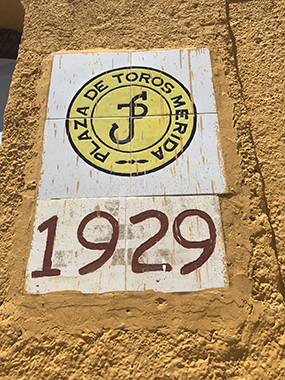 PLAZA DE TOROS MERIDA
1929